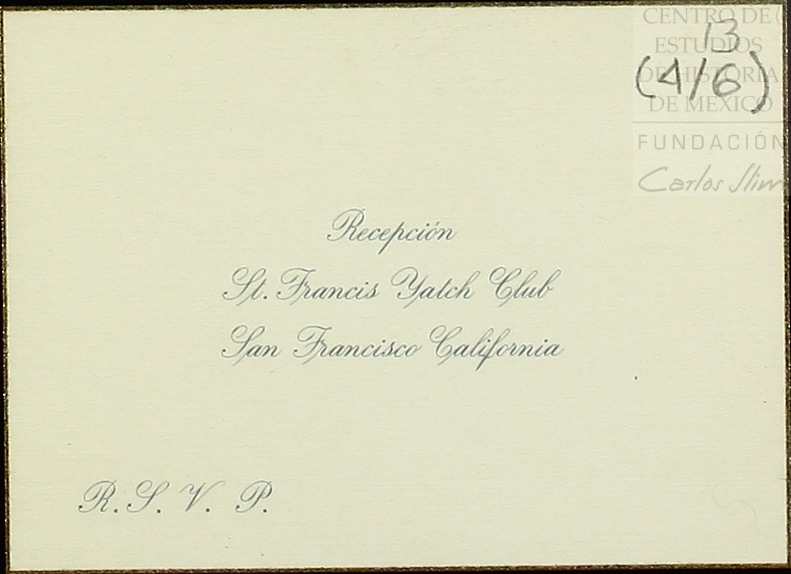 CENTRO DE
ESTUDIOS
DE HISTORIA
DE MEXICO
FUNDACIÓN
Carlos Slim
13
(4/6)
Recepción
St. Francis Yatch Club
San Francisco California
R. S. V. P.